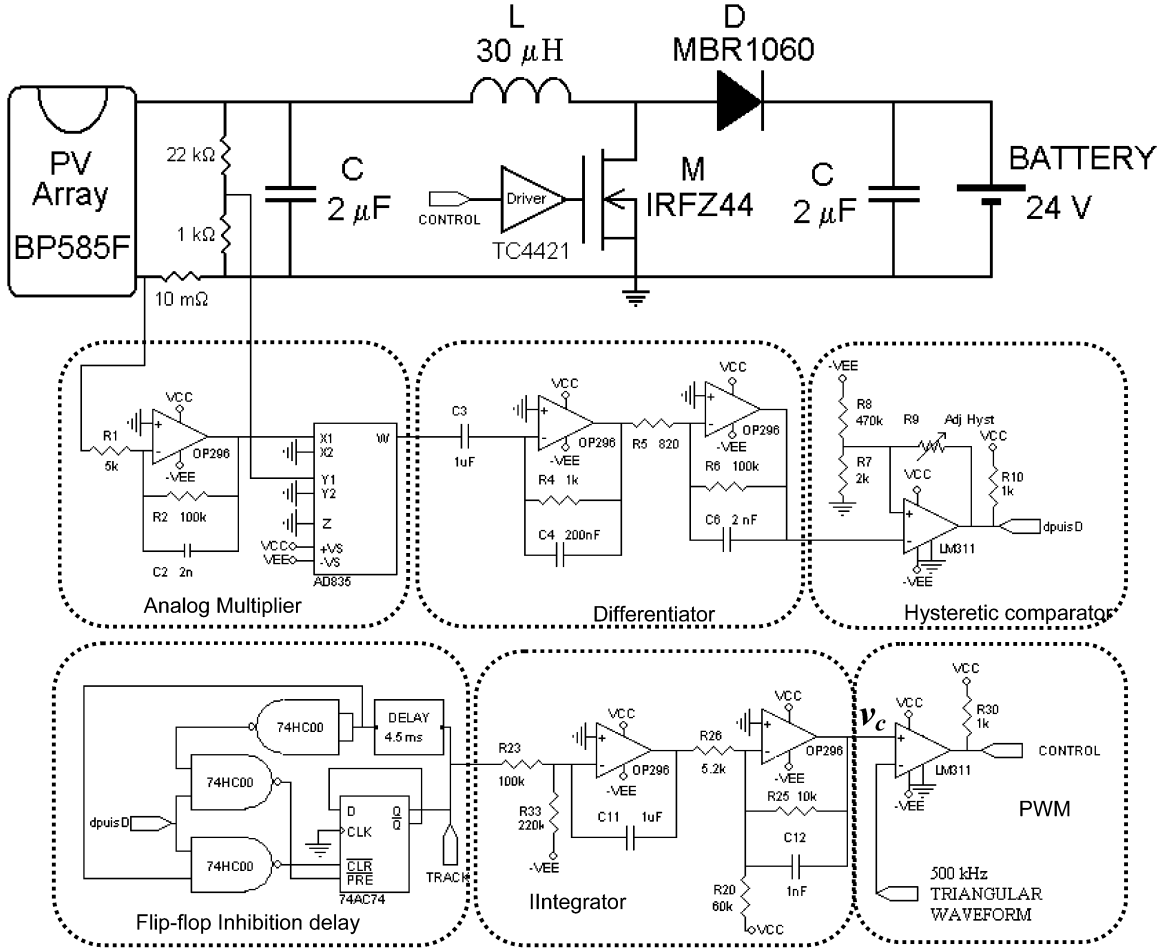 L
30 μH
D
MBR1060
PV
Array
BP585F
22 kΩ
1 kΩ
10 mΩ
C
2 μF
CONTROL
Driver
TC4421
M
IRFZ44
C
2 μF
BATTERY
24 V
R1
5k
VCC
OP296
-VEE
R2 100k
C2 2n
X1
X2
Y1
Y2
Z
+VS
-VS
W
VCC
VEE
AD835
Analog Multiplier
C3
1uF
VCC
OP296
-VEE
R4 1k
C4 200nF
R5 820
VCC
OP296
-VEE
R6 100k
C6 2 nF
Differentiator
-VEE
R8
470k
R7
2k
R9
Adj Hyst
VCC
VCC
R10
1k
LM311
-VEE
dpuisD
Hysteretic comparator
74HC00
DELAY
4.5 ms
74HC00
dpuisD
74HC00
D
Q
Q
CLK
CLR
PRE
74AC74
TRACK
Flip-flop Inhibition delay
R23
100k
R33
220k
-VEE
VCC
OP296
-VEE
C11 1uF
R26
5.2k
VCC
OP296
-VEE
R25 10k
C12
1nF
R20
60k
VCC
IIntegrator
vc
VCC
VCC
R30
1k
LM311
-VEE
CONTROL
PWM
500 kHz
TRIANGULAR
WAVEFORM